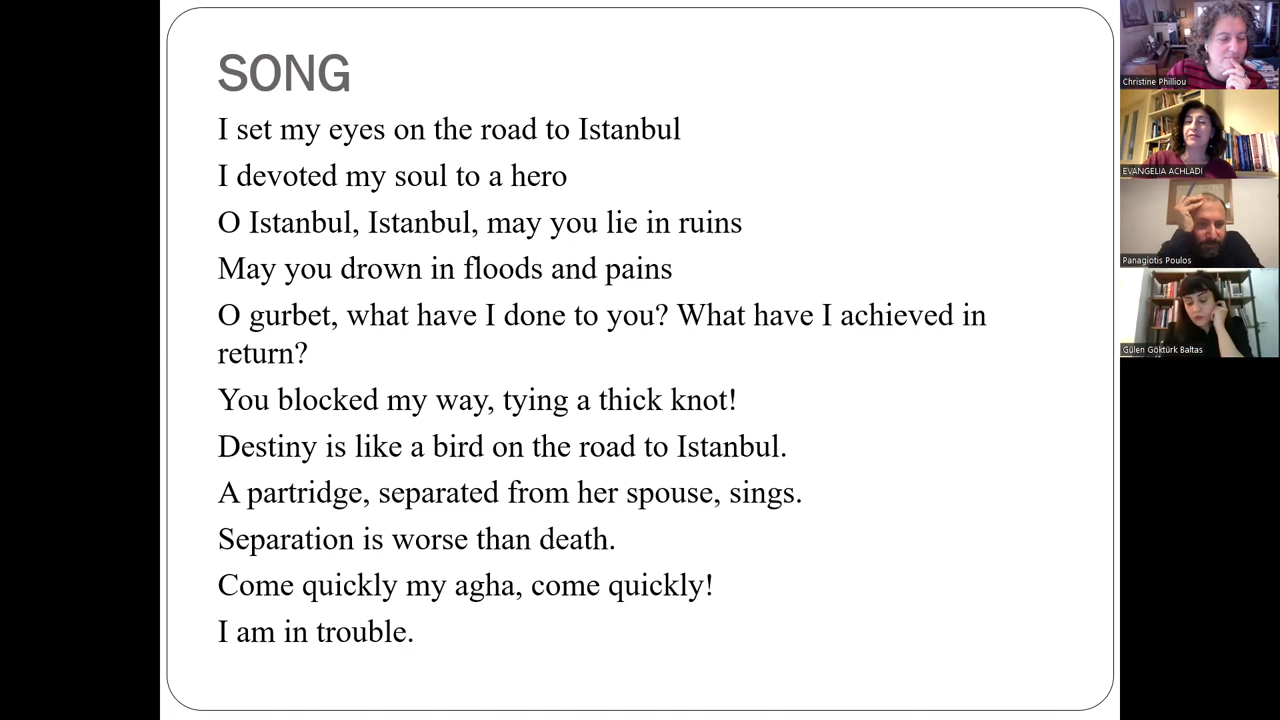 SONG
I set my eyes on the road to Istanbul
I devoted my soul to a hero
O Istanbul, Istanbul, may you lie in ruins
May you drown in floods and pains
O gurbet, what have I done to you? What have I achieved in
return?
You blocked my way, tying a thick knot!
Destiny is like a bird on the road to Istanbul.
A partridge, separated from her spouse, sings.
Separation is worse than death.
Come quickly my agha, come quickly!
I am in trouble.
Christine Philliou
EVANGELIA ACHLADI
Panagiotis Poulos
Gülen Göktürk Baltas